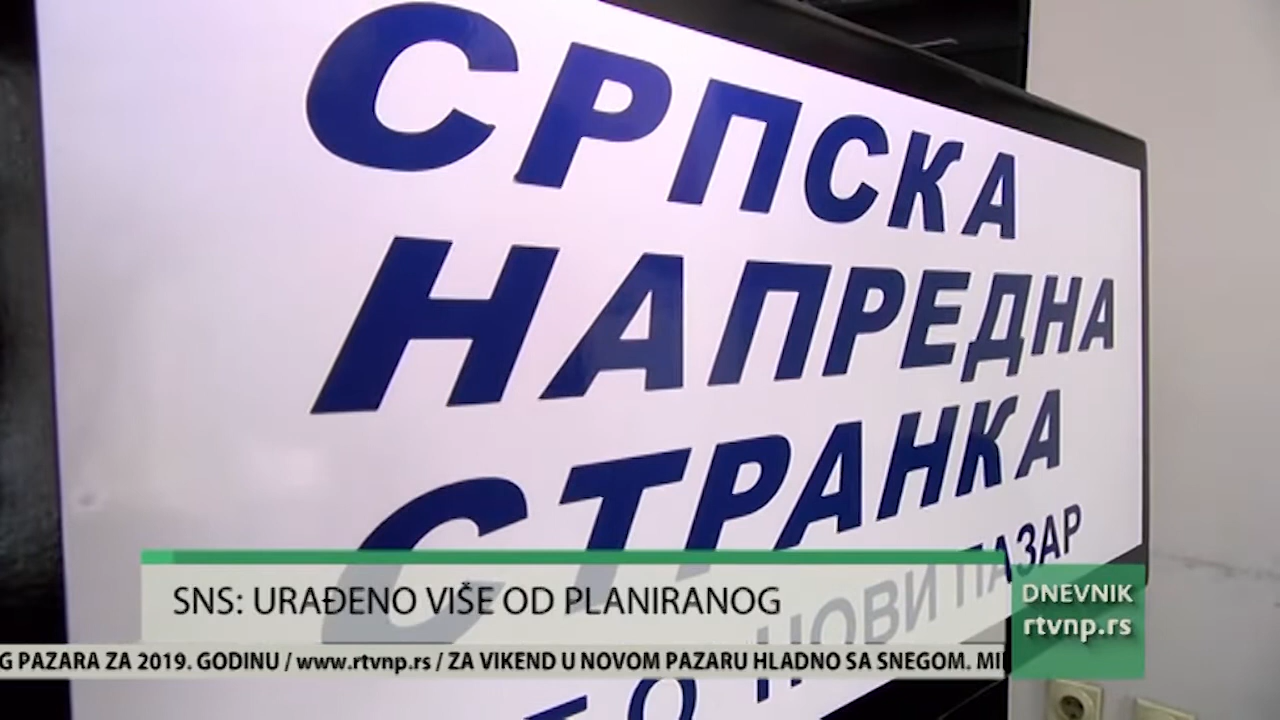 СРПСКА
НАПРЕДНА
СТРАНКА
НОВИ ПАЗАР
SNS: URAĐENO VIŠE OD PLANIRANOG
DNEVNIK
rtvnp.rs
G PAZARA ZA 2019. GODINU / www.rtvnp.rs / ZA VIKEND U NOVOM PAZARU HLADNO SA SNEGOM. MI